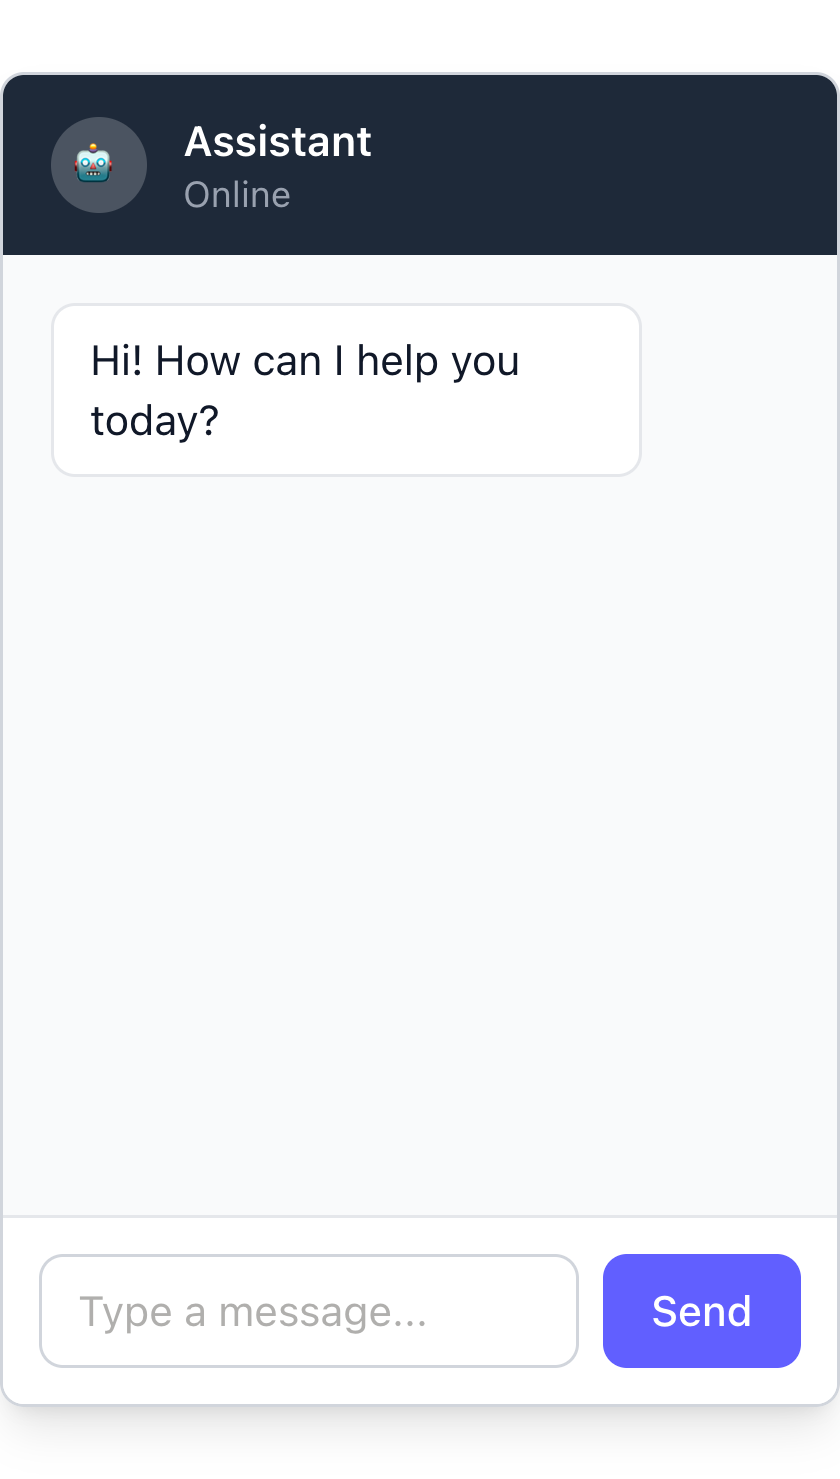 Assistant
Online
Hi! How can I help you
today?
Type a message...
Send